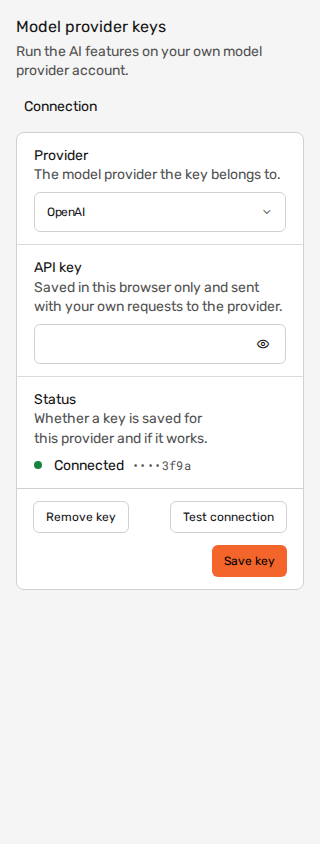 Model provider keys
Run the AI features on your own model
provider account.
Connection
Provider
The model provider the key belongs to.
OpenAI
API key
Saved in this browser only and sent
with your own requests to the provider.
Status
Whether a key is saved for
this provider and if it works.
Connected ····3f9a
Remove key Test connection
Save key